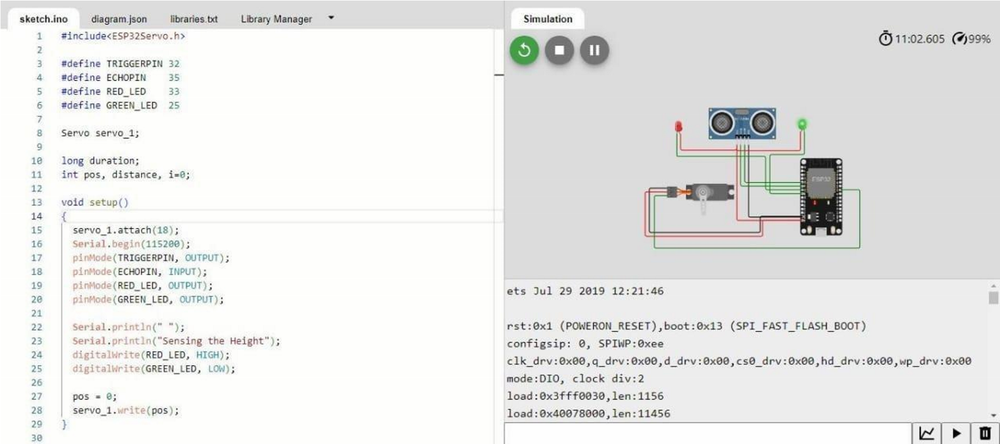 sketch.ino diagram.json libraries.txt Library Manager
1 #include<ESP32Servo.h>
2
3 #define TRIGGERPIN 32
4 #define ECHOPIN 35
5 #define RED_LED 33
6 #define GREEN_LED 25
7
8 Servo servo_1;
9
10 long duration;
11 int pos, distance, i=0;
12
13 void setup()
14 {
15 servo_1.attach(18);
16 Serial.begin(115200);
17 pinMode(TRIGGERPIN, OUTPUT);
18 pinMode(ECHOPIN, INPUT);
19 pinMode(RED_LED, OUTPUT);
20 pinMode(GREEN_LED, OUTPUT);
21
22 Serial.println(" ");
23 Serial.println("Sensing the Height");
24 digitalWrite(RED_LED, HIGH);
25 digitalWrite(GREEN_LED, LOW);
26
27 pos = 0;
28 servo_1.write(pos);
29 }
30
Simulation
11:02.605 99%
ESP32
ets Jul 29 2019 12:21:46
rst:0x1 (POWERON_RESET),boot:0x13 (SPI_FAST_FLASH_BOOT)
configsip: 0, SPIWP:0xee
clk_drv:0x00,q_drv:0x00,d_drv:0x00,cs0_drv:0x00,hd_drv:0x00,wp_drv:0x00
mode:DIO, clock div:2
load:0x3fff0030,len:1156
load:0x40078000,len:11456